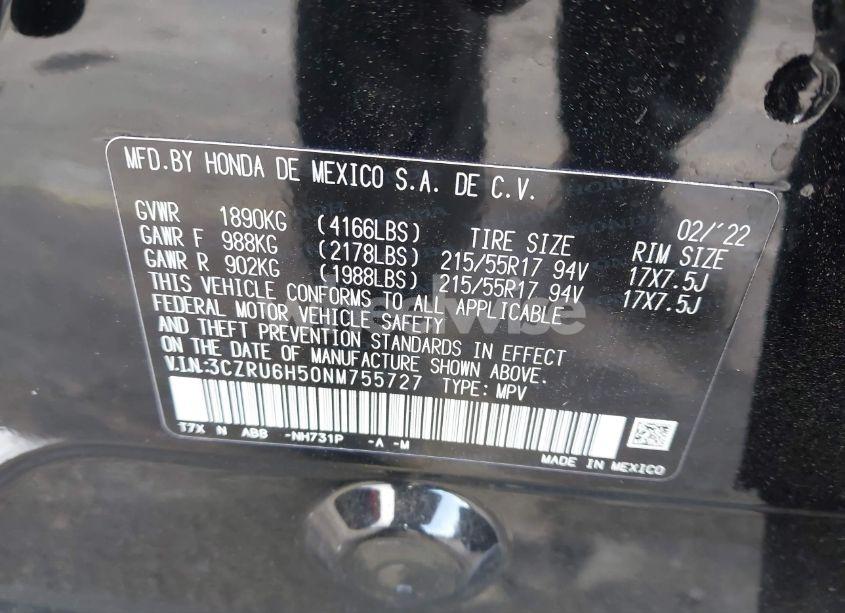 MFD.BY HONDA DE MEXICO S.A. DE C.V.
02/'22
GVWR 1890KG (4166LBS) TIRE SIZE RIM SIZE
GAWR F 988KG (2178LBS) 215/55R17 94V 17X7.5J
GAWR R 902KG (1988LBS) 215/55R17 94V 17X7.5J
THIS VEHICLE CONFORMS TO ALL APPLICABLE
FEDERAL MOTOR VEHICLE SAFETY
AND THEFT PREVENTION STANDARDS IN EFFECT
ON THE DATE OF MANUFACTURE SHOWN ABOVE.
V.I.N:3CZRU6H50NM755727 TYPE: MPV
T7X N ABB -NH731P -A -M
MADE IN MEXICO